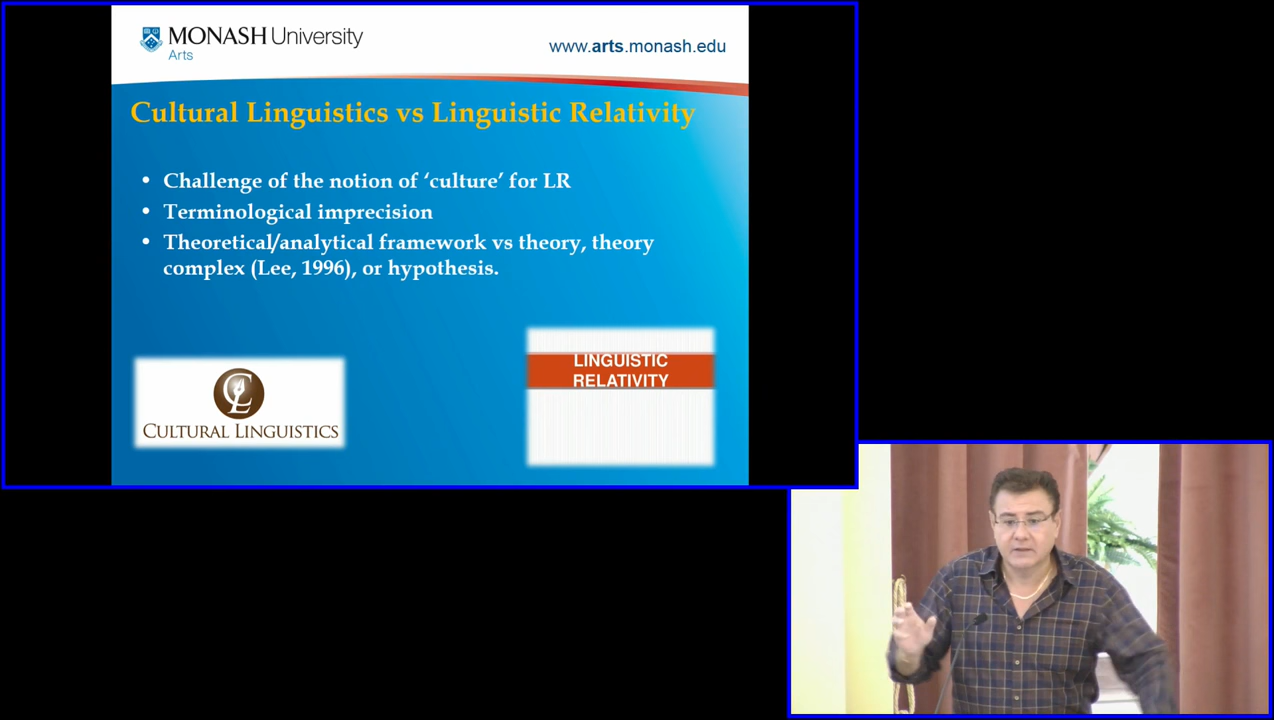 MONASH University
Arts
www.arts.monash.edu
Cultural Linguistics vs Linguistic Relativity
• Challenge of the notion of ‘culture’ for LR
• Terminological imprecision
• Theoretical/analytical framework vs theory, theory
complex (Lee, 1996), or hypothesis.
CL
CULTURAL LINGUISTICS
LINGUISTIC
RELATIVITY